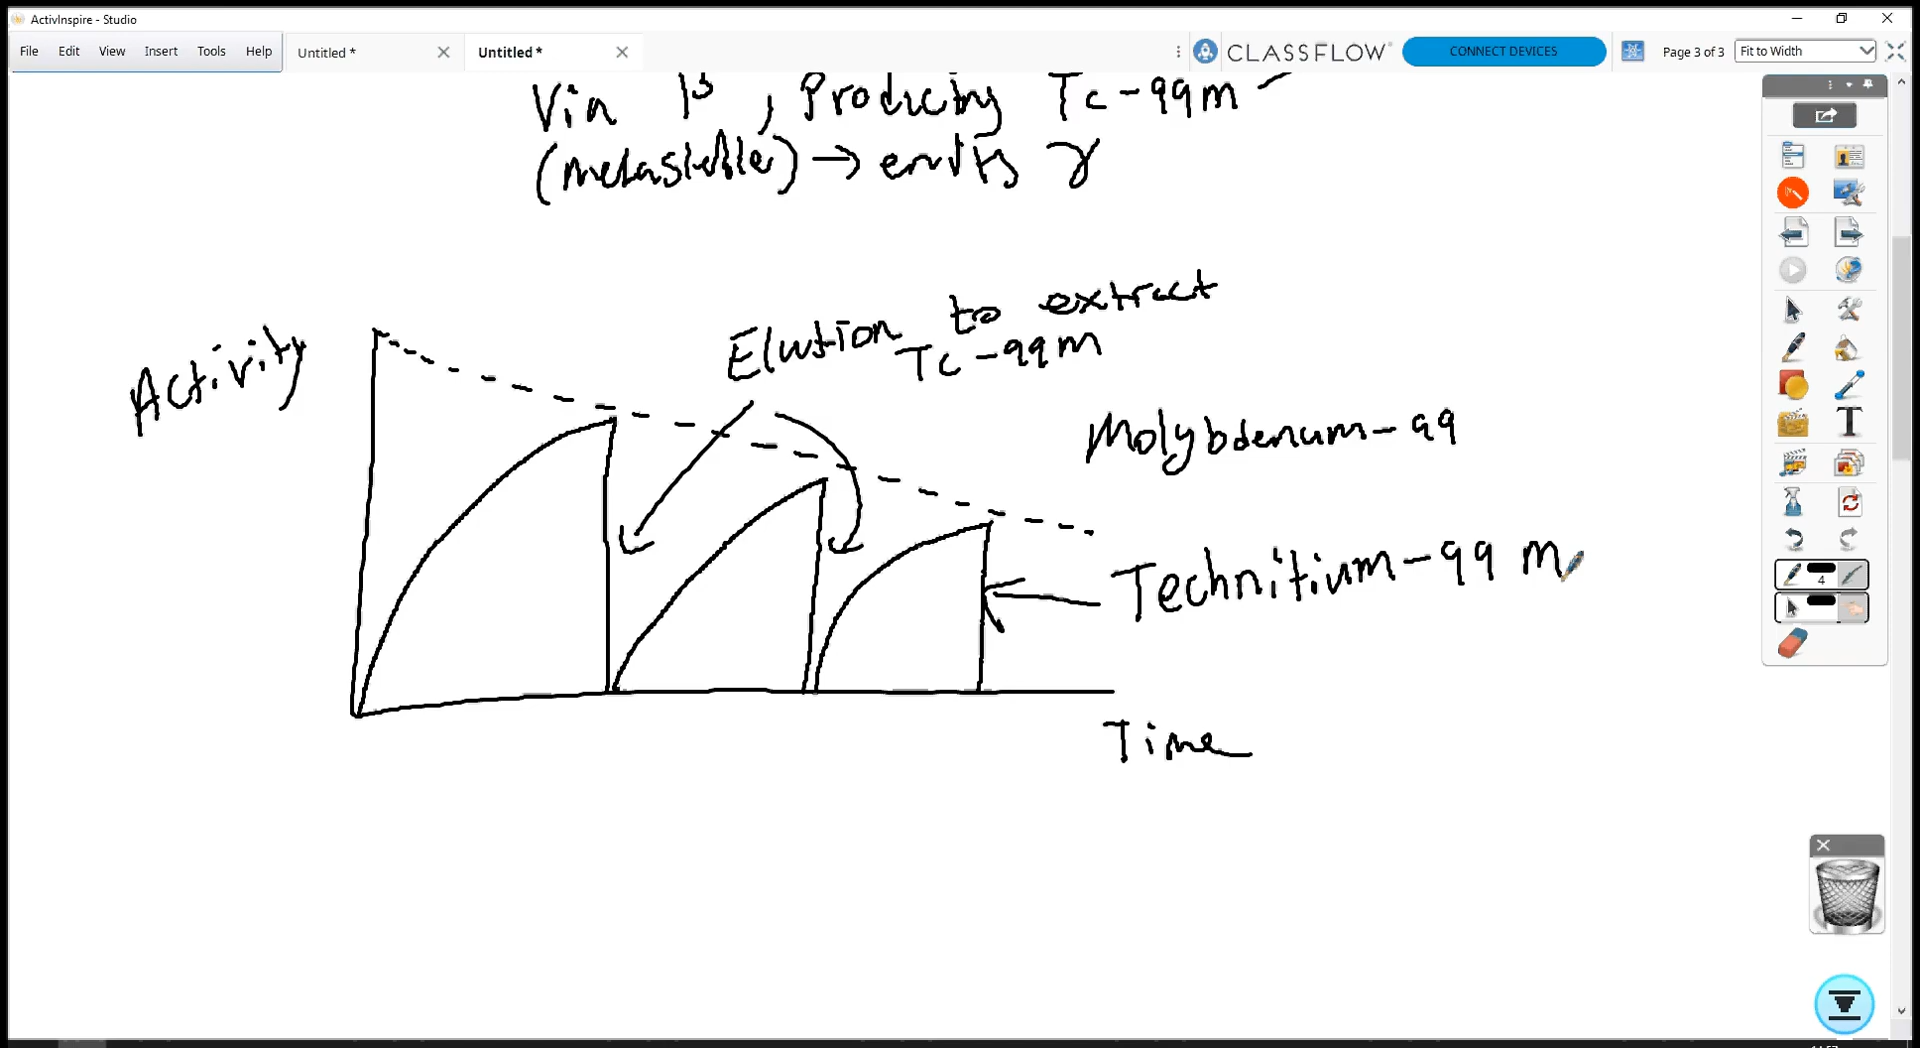 ActivInspire - Studio
File Edit View Insert Tools Help Untitled * Untitled * CLASSFLOW CONNECT DEVICES Page 3 of 3 Fit to Width
Via β, Producing Tc-99m
(metastable) → emits γ
Elution to extract
Tc-99m
Activity
Molybdenum-99
Technitium-99 m
4
Time